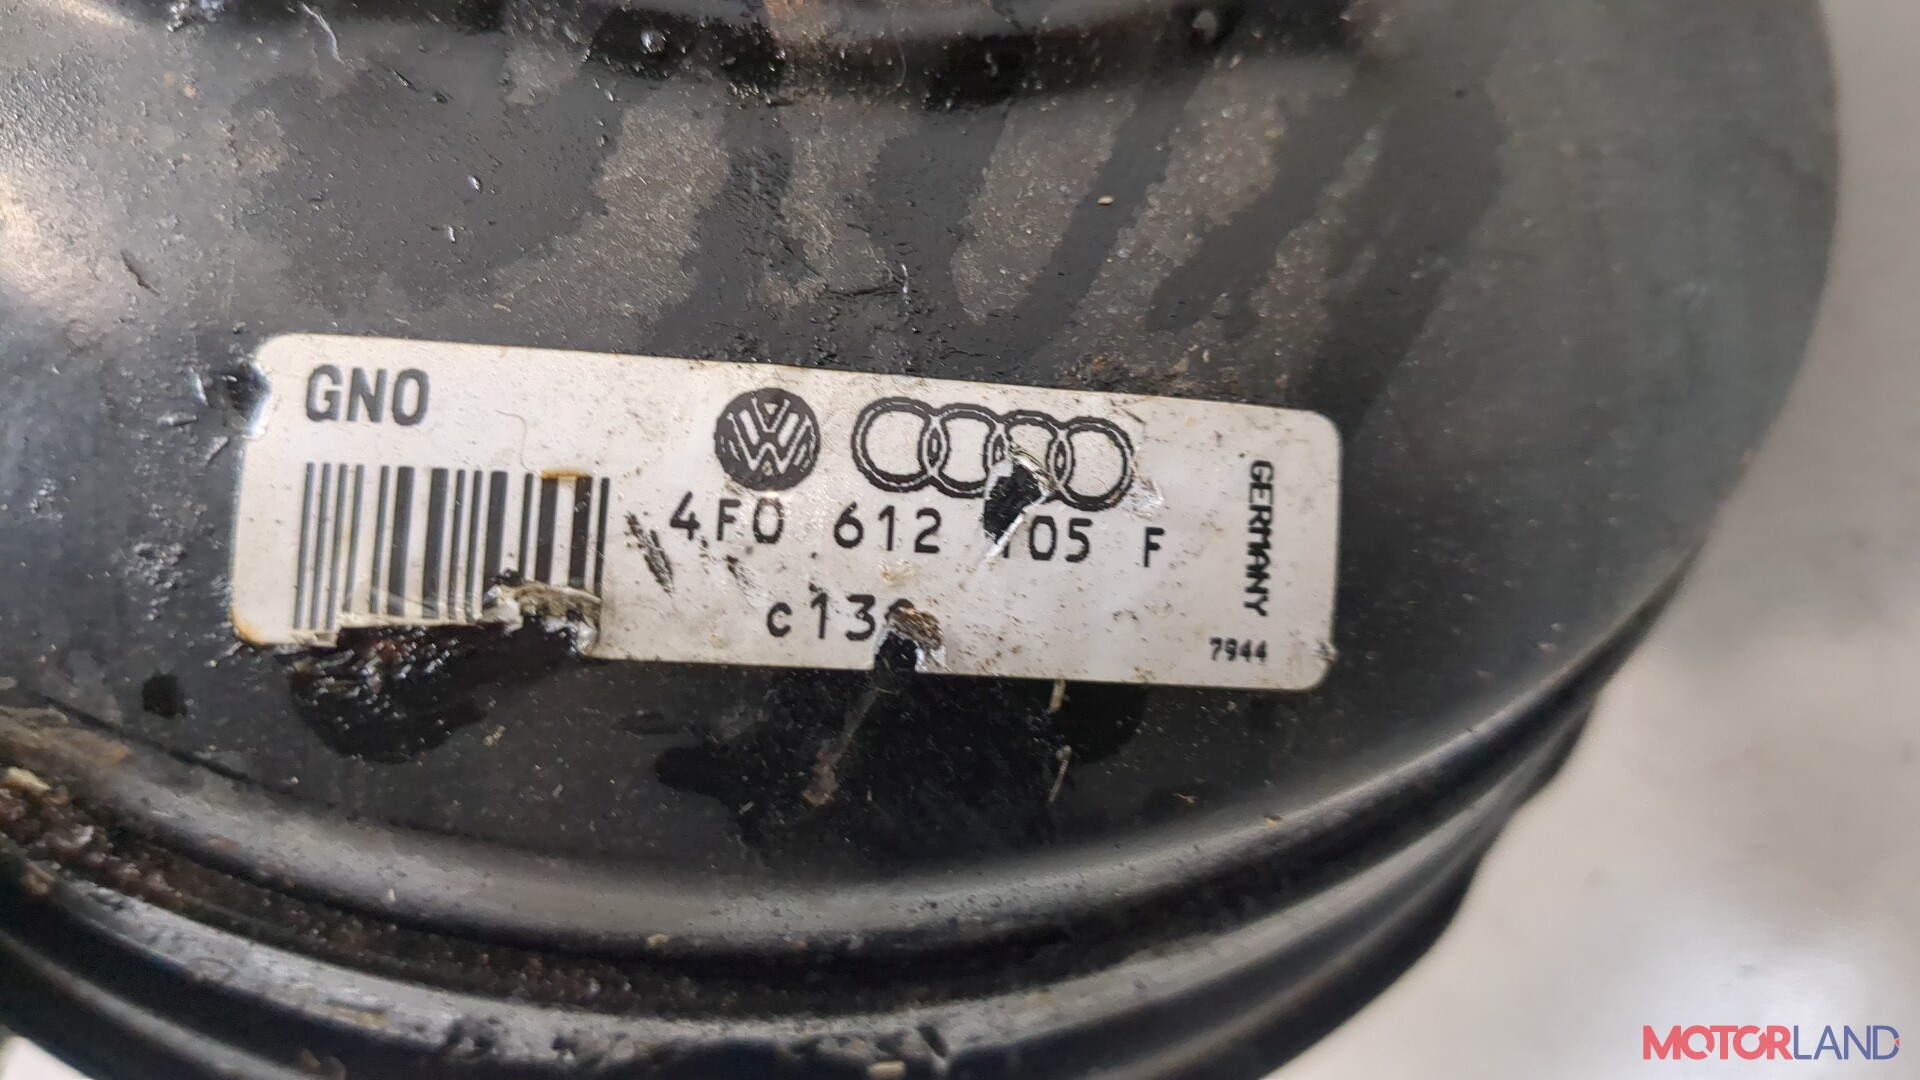 GNO
4F0 612 105 F
GERMANY
7944
MOTORLAND